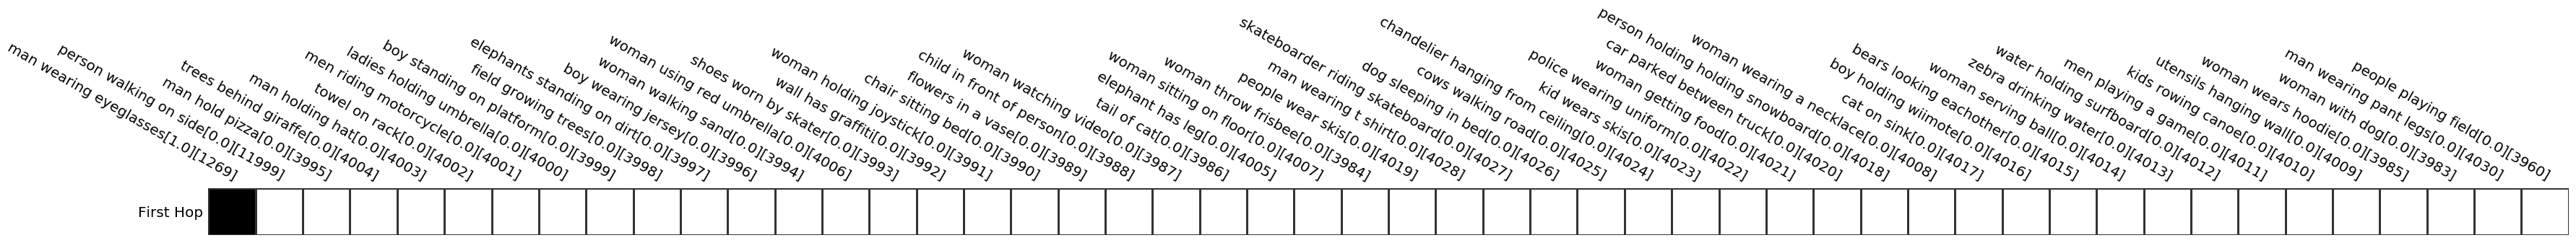 man wearing eyeglasses[1.0][1269]
person walking on side[0.0][11999]
man hold pizza[0.0][3995]
trees behind giraffe[0.0][4004]
man holding hat[0.0][4003]
towel on rack[0.0][4002]
men riding motorcycle[0.0][4001]
ladies holding umbrella[0.0][4000]
boy standing on platform[0.0][3999]
field growing trees[0.0][3998]
elephants standing on dirt[0.0][3997]
boy wearing jersey[0.0][3996]
woman walking sand[0.0][3994]
woman using red umbrella[0.0][4006]
shoes worn by skater[0.0][3993]
wall has graffiti[0.0][3992]
woman holding joystick[0.0][3991]
chair sitting bed[0.0][3990]
flowers in a vase[0.0][3989]
child in front of person[0.0][3988]
woman watching video[0.0][3987]
tail of cat[0.0][3986]
elephant has leg[0.0][4005]
woman sitting on floor[0.0][4007]
woman throw frisbee[0.0][3984]
people wear skis[0.0][4019]
man wearing t shirt[0.0][4028]
skateboarder riding skateboard[0.0][4027]
dog sleeping in bed[0.0][4026]
cows walking road[0.0][4025]
chandelier hanging from ceiling[0.0][4024]
kid wears skis[0.0][4023]
police wearing uniform[0.0][4022]
woman getting food[0.0][4021]
car parked between truck[0.0][4020]
person holding holding snowboard[0.0][4018]
woman wearing a necklace[0.0][4008]
cat on sink[0.0][4017]
boy holding wiimote[0.0][4016]
bears looking eachother[0.0][4015]
woman serving ball[0.0][4014]
zebra drinking water[0.0][4013]
water holding surfboard[0.0][4012]
men playing a game[0.0][4011]
kids rowing canoe[0.0][4010]
utensils hanging wall[0.0][4009]
woman wears hoodie[0.0][3985]
woman with dog[0.0][3983]
man wearing pant legs[0.0][4030]
people playing field[0.0][3960]
First Hop